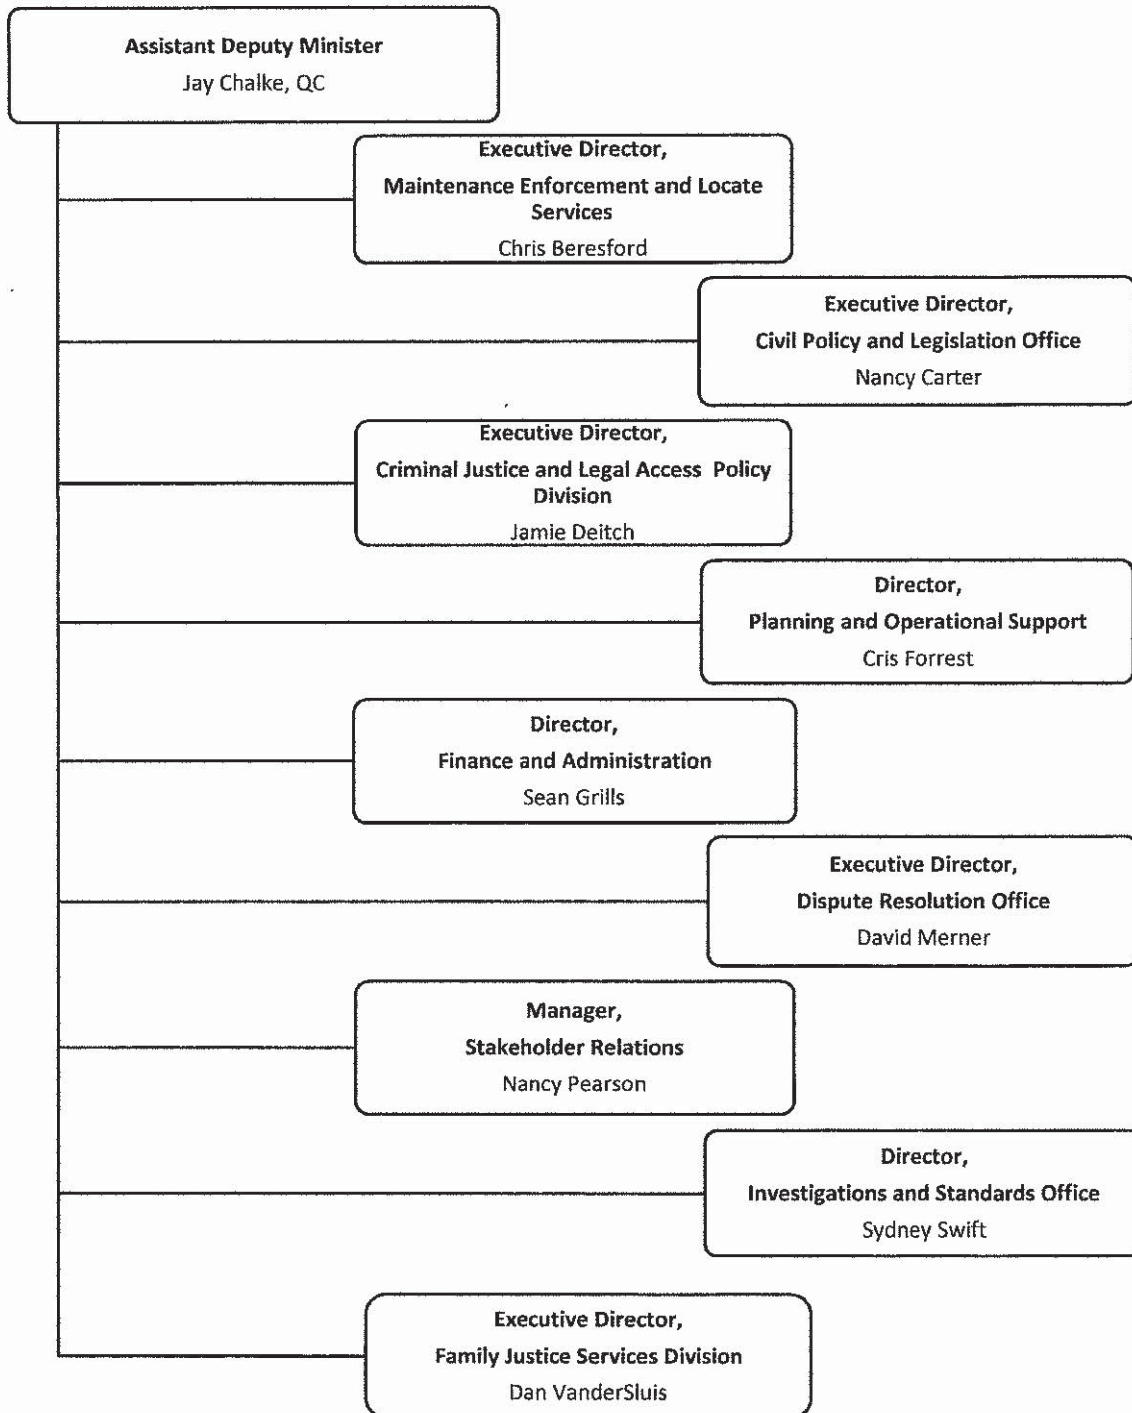 Assistant Deputy Minister
Jay Chalke, QC
Executive Director,
Maintenance Enforcement and Locate
Services
Chris Beresford
Executive Director,
Civil Policy and Legislation Office
Nancy Carter
Executive Director,
Criminal Justice and Legal Access Policy
Division
Jamie Deitch
Director,
Planning and Operational Support
Cris Forrest
Director,
Finance and Administration
Sean Grills
Executive Director,
Dispute Resolution Office
David Merner
Manager,
Stakeholder Relations
Nancy Pearson
Director,
Investigations and Standards Office
Sydney Swift
Executive Director,
Family Justice Services Division
Dan VanderSluis